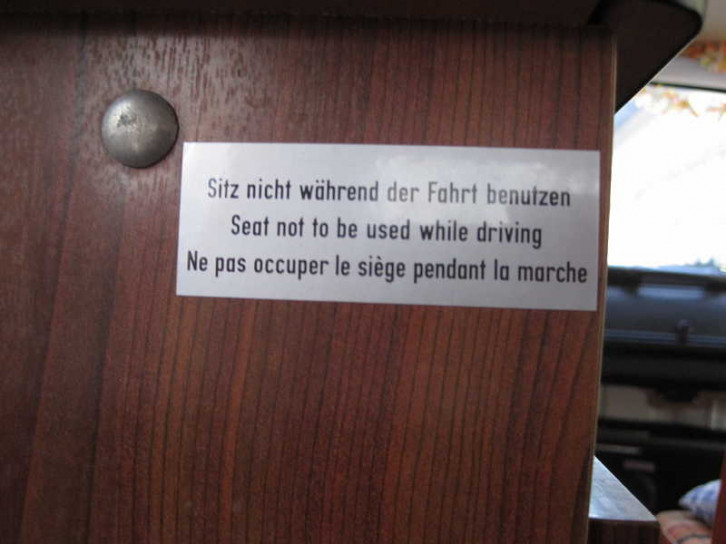 Sitz nicht während der Fahrt benutzen
Seat not to be used while driving
Ne pas occuper le siège pendant la marche